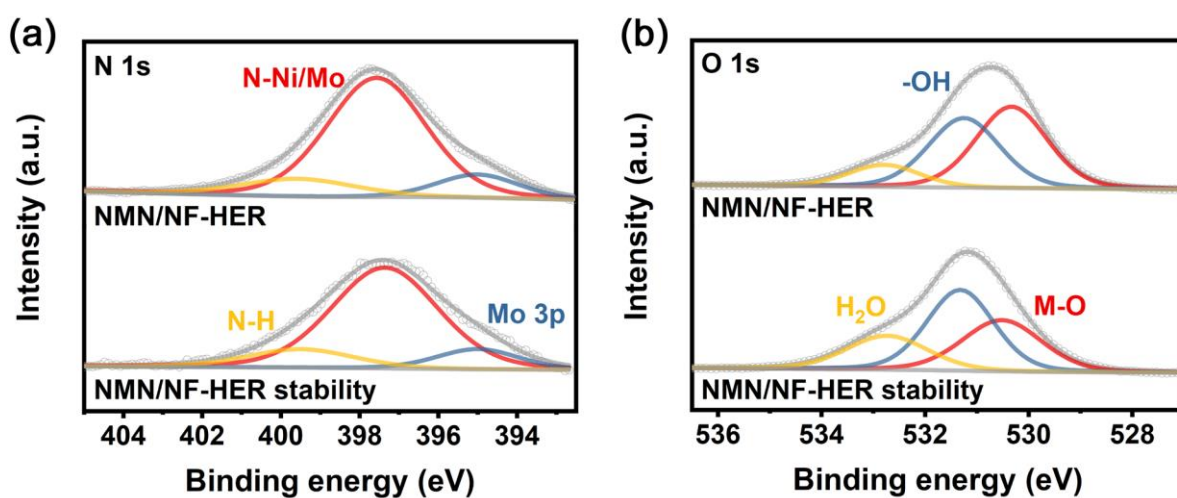 (a)
N 1s
N-Ni/Mo
NMN/NF-HER
N-H
Mo 3p
NMN/NF-HER stability
Intensity (a.u.)
404 402 400 398 396 394
Binding energy (eV)
(b)
O 1s
-OH
NMN/NF-HER
H₂O
M-O
NMN/NF-HER stability
Intensity (a.u.)
536 534 532 530 528
Binding energy (eV)